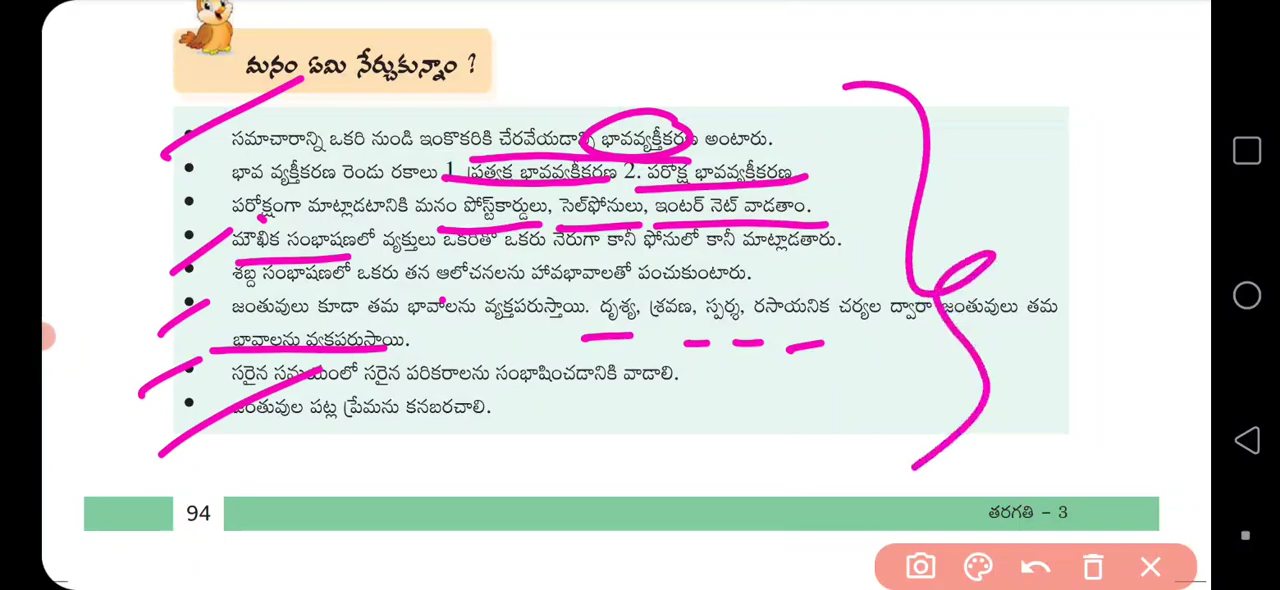 మనం ఏమి నేర్చుకున్నాం ?
• సమాచారాన్ని ఒకరి నుండి ఇంకొకరికి చేరవేయడాన్ని భావవ్యక్తీకరణ అంటారు.
• భావ వ్యక్తీకరణ రెండు రకాలు 1. ప్రత్యక్ష భావవ్యక్తీకరణ 2. పరోక్ష భావవ్యక్తీకరణ
• పరోక్షంగా మాట్లాడటానికి మనం పోస్ట్‌కార్డులు, సెల్‌ఫోనులు, ఇంటర్ నెట్ వాడతాం.
• మౌఖిక సంభాషణలో వ్యక్తులు ఒకరితో ఒకరు నేరుగా కానీ ఫోనులో కానీ మాట్లాడతారు.
• శబ్ద సంభాషణలో ఒకరు తన ఆలోచనలను హావభావాలతో పంచుకుంటారు.
• జంతువులు కూడా తమ భావాలను వ్యక్తపరుస్తాయి. దృశ్య, శ్రవణ, స్పర్శ, రసాయనిక చర్యల ద్వారా జంతువులు తమ
భావాలను వ్యక్తపరుస్తాయి.
• సరైన సమయంలో సరైన పరికరాలను సంభాషించడానికి వాడాలి.
• జంతువుల పట్ల ప్రేమను కనబరచాలి.
94
తరగతి - 3